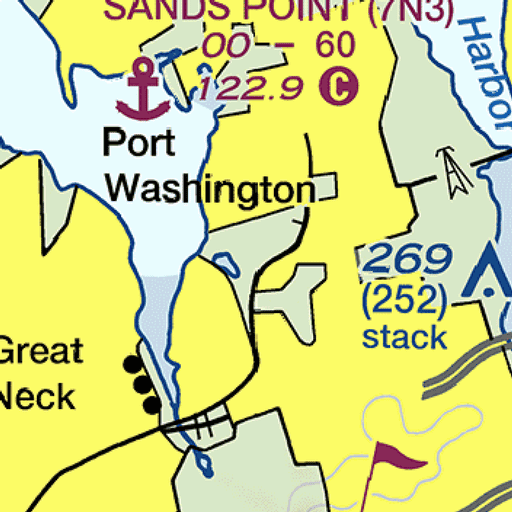 SANDS POINT (7N3)
00 – 60
122.9 C
Harbor
Port
Washington
269
(252)
stack
Great
Neck